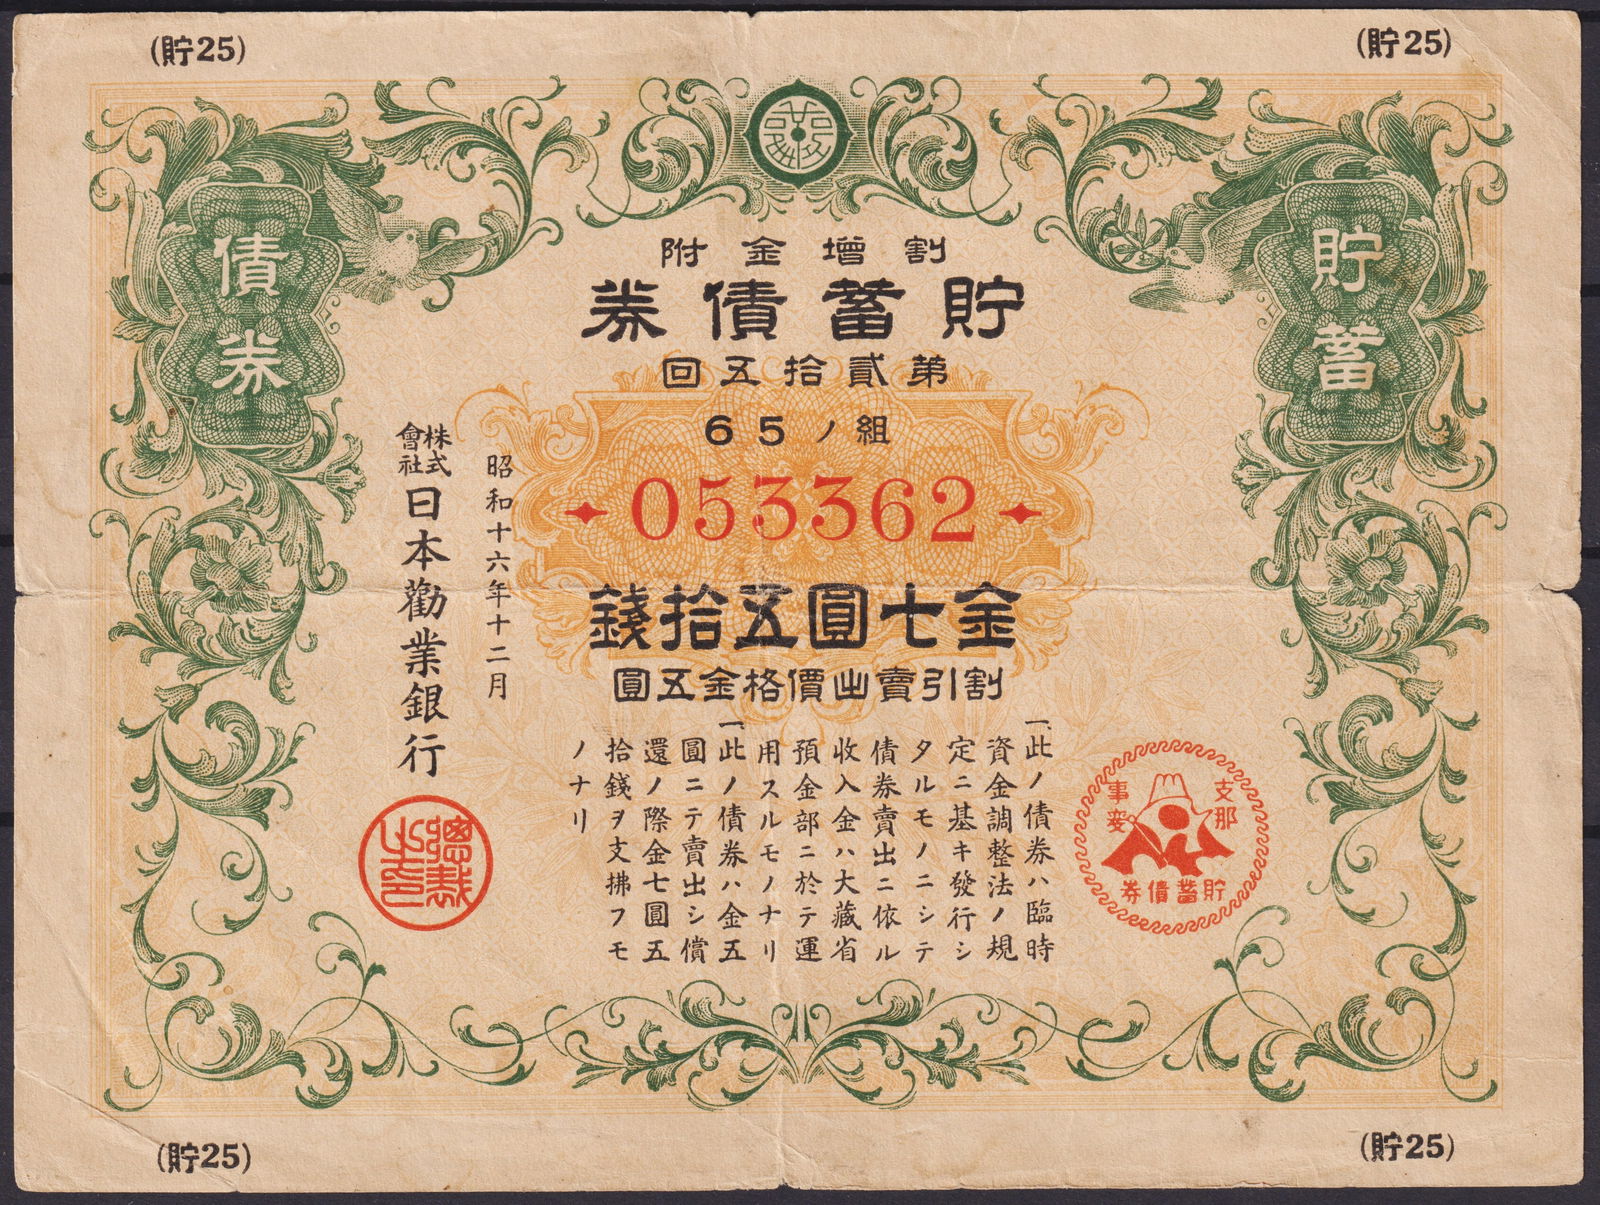 (貯25)
(貯25)
貯蓄
債券
割増金附
貯蓄債券
第貳拾五回
65ノ組
053362
金七圓五拾錢
割引賣出價格金五圓
一、此ノ債券ハ臨時
資金調整法ノ規
定ニ基キ發行シ
タルモノニシテ
債券賣出ニ依ル
收入金ハ大藏省
預金部ニ於テ運
用スルモノナリ
一、此ノ債券ハ金五
圓ニテ賣出シ償
還ノ際金七圓五
拾錢ヲ支拂フモ
ノナリ
昭和十六年十二月
株式會社日本勸業銀行
總裁之印
支那
事変
貯蓄債券
(貯25)
(貯25)